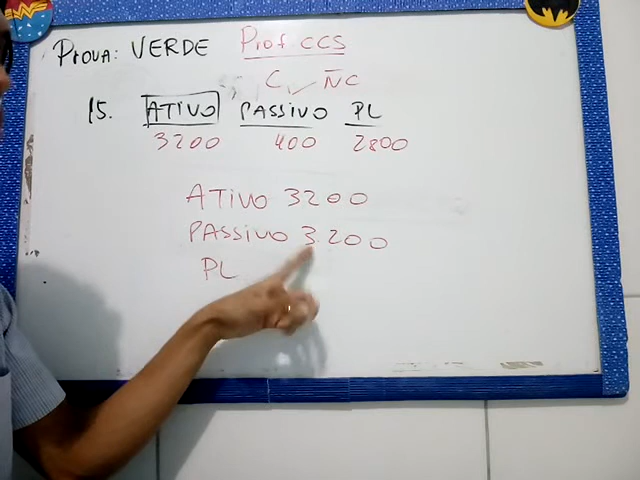 PROVA: VERDE Prof CCS
C, NC
15. ATIVO PASSIVO PL
3200 400 2800
ATIVO 3200
PASSIVO 3.200
PL